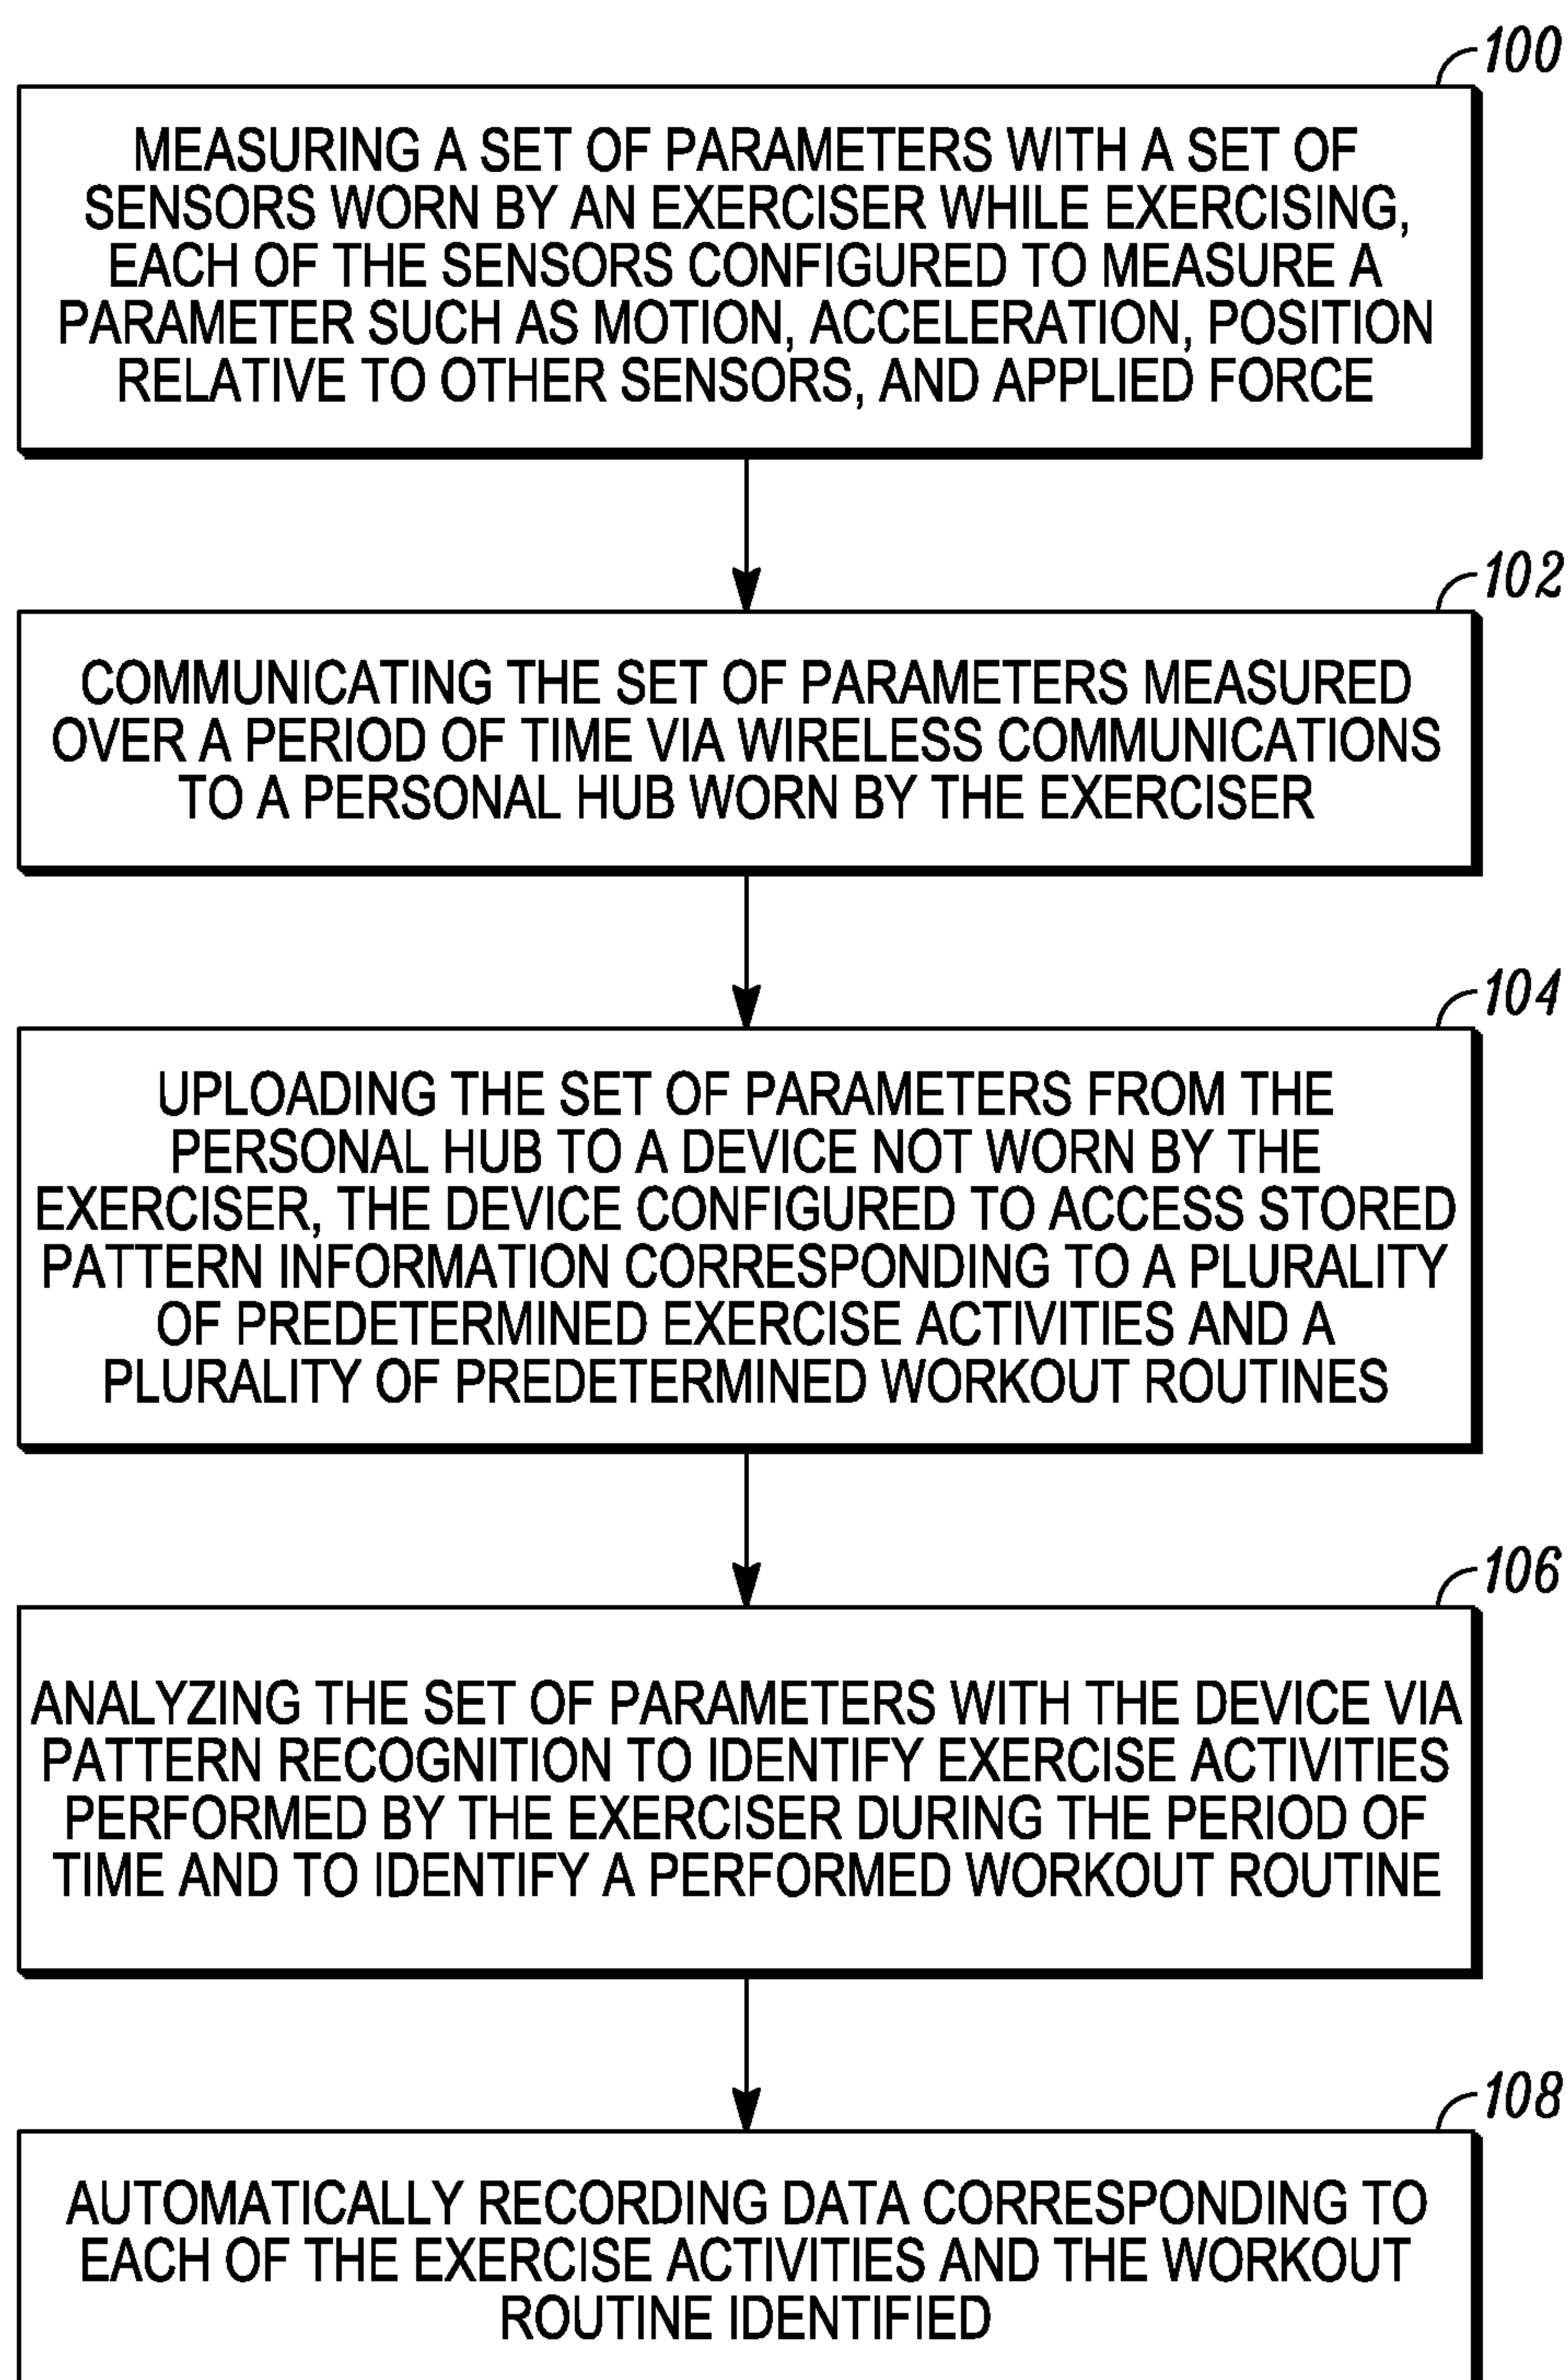 100
MEASURING A SET OF PARAMETERS WITH A SET OF
SENSORS WORN BY AN EXERCISER WHILE EXERCISING,
EACH OF THE SENSORS CONFIGURED TO MEASURE A
PARAMETER SUCH AS MOTION, ACCELERATION, POSITION
RELATIVE TO OTHER SENSORS, AND APPLIED FORCE
102
COMMUNICATING THE SET OF PARAMETERS MEASURED
OVER A PERIOD OF TIME VIA WIRELESS COMMUNICATIONS
TO A PERSONAL HUB WORN BY THE EXERCISER
104
UPLOADING THE SET OF PARAMETERS FROM THE
PERSONAL HUB TO A DEVICE NOT WORN BY THE
EXERCISER, THE DEVICE CONFIGURED TO ACCESS STORED
PATTERN INFORMATION CORRESPONDING TO A PLURALITY
OF PREDETERMINED EXERCISE ACTIVITIES AND A
PLURALITY OF PREDETERMINED WORKOUT ROUTINES
106
ANALYZING THE SET OF PARAMETERS WITH THE DEVICE VIA
PATTERN RECOGNITION TO IDENTIFY EXERCISE ACTIVITIES
PERFORMED BY THE EXERCISER DURING THE PERIOD OF
TIME AND TO IDENTIFY A PERFORMED WORKOUT ROUTINE
108
AUTOMATICALLY RECORDING DATA CORRESPONDING TO
EACH OF THE EXERCISE ACTIVITIES AND THE WORKOUT
ROUTINE IDENTIFIED